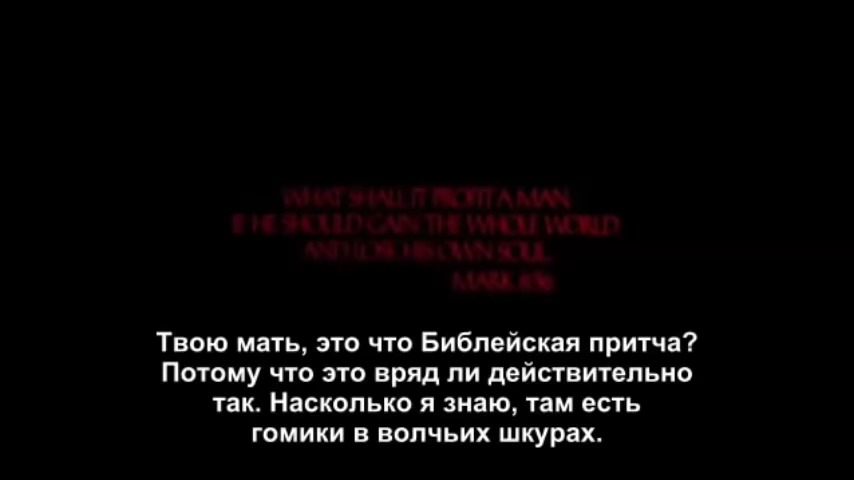 WHAT SHALL IT PROFIT A MAN
IF HE SHOULD GAIN THE WHOLE WORLD
AND LOSE HIS OWN SOUL
MARK
Твою мать, это что Библейская притча?
Потому что это вряд ли действительно
так. Насколько я знаю, там есть
гомики в волчьих шкурах.